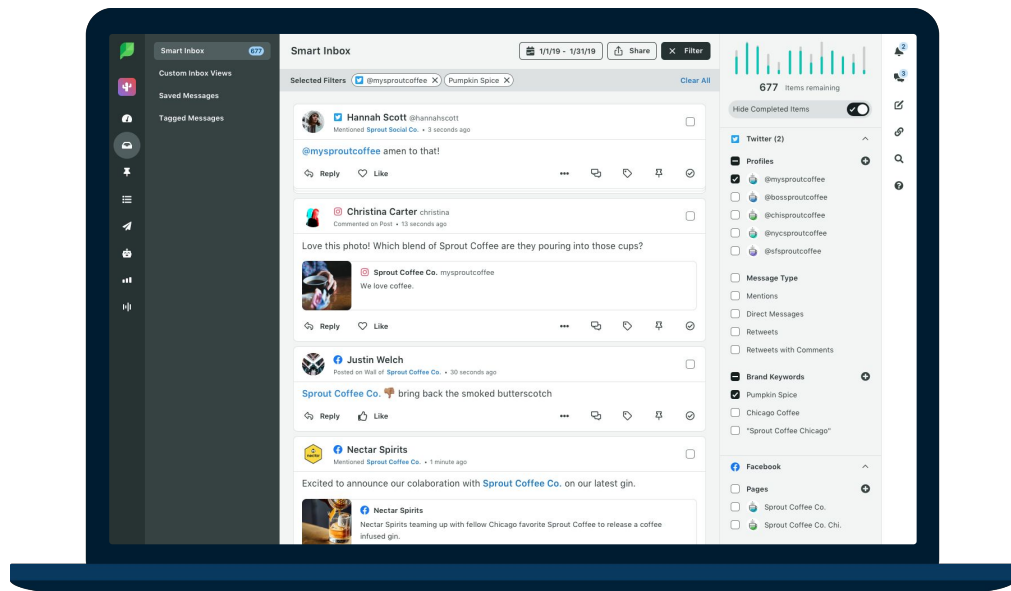 Smart Inbox 677
Custom Inbox Views
Saved Messages
Tagged Messages
Smart Inbox
1/1/19 - 1/31/19 Share Filter
Selected Filters @mysproutcoffee X Pumpkin Spice X Clear All
Hannah Scott @hannahscott
Mentioned Sprout Social Co. • 3 seconds ago
@mysproutcoffee amen to that!
Reply Like
Christina Carter christina
Commented on Post • 13 seconds ago
Love this photo! Which blend of Sprout Coffee are they pouring into those cups?
Sprout Coffee Co. mysproutcoffee
We love coffee.
Reply Like
Justin Welch
Posted on Wall of Sprout Coffee Co. • 30 seconds ago
Sprout Coffee Co. 👎🏾 bring back the smoked butterscotch
Reply Like
Nectar Spirits
Mentioned Sprout Coffee Co. • 1 minute ago
Excited to announce our colaboration with Sprout Coffee Co. on our latest gin.
Nectar Spirits
Nectar Spirits teaming up with fellow Chicago favorite Sprout Coffee to release a coffee
infused gin.
677 Items remaining
Hide Completed Items
Twitter (2)
Profiles
@mysproutcoffee
@bossproutcoffee
@chisproutcoffee
@nycsproutcoffee
@sfsproutcoffee
Message Type
Mentions
Direct Messages
Retweets
Retweets with Comments
Brand Keywords
Pumpkin Spice
Chicago Coffee
"Sprout Coffee Chicago"
Facebook
Pages
Sprout Coffee Co.
Sprout Coffee Co. Chi.
2
3